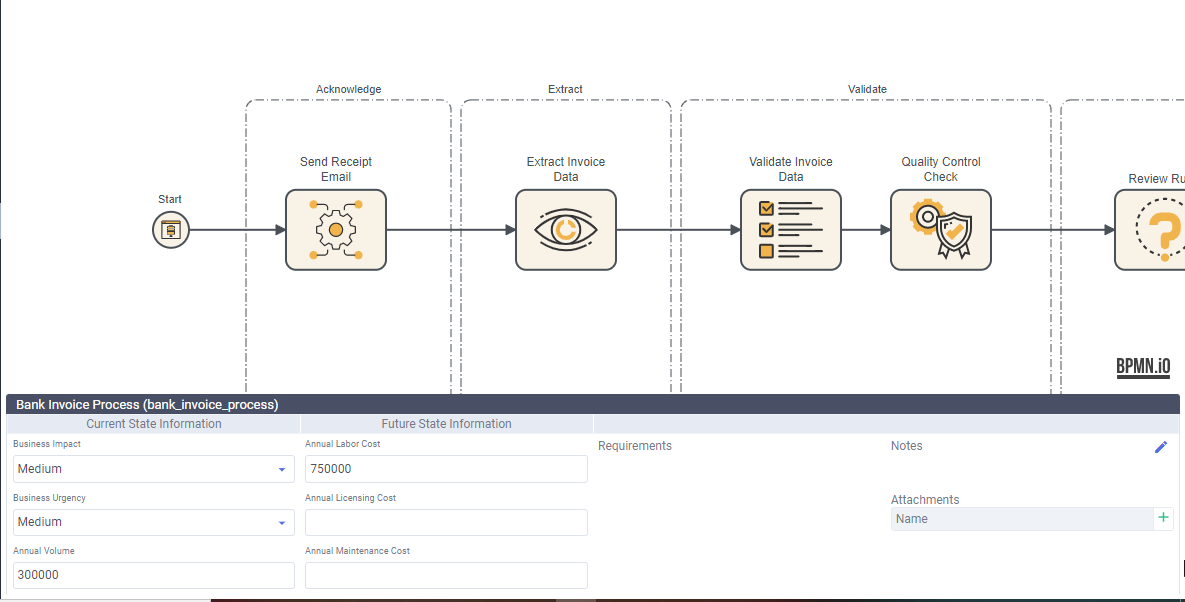 Acknowledge
Extract
Validate
Send Receipt
Email
Extract Invoice
Data
Validate Invoice
Data
Quality Control
Check
Review Ru
Start
BPMN.iO
Bank Invoice Process (bank_invoice_process)
Current State Information
Future State Information
Business Impact
Annual Labor Cost
Requirements
Notes
Medium
750000
Business Urgency
Annual Licensing Cost
Attachments
Medium
Name
Annual Volume
Annual Maintenance Cost
300000